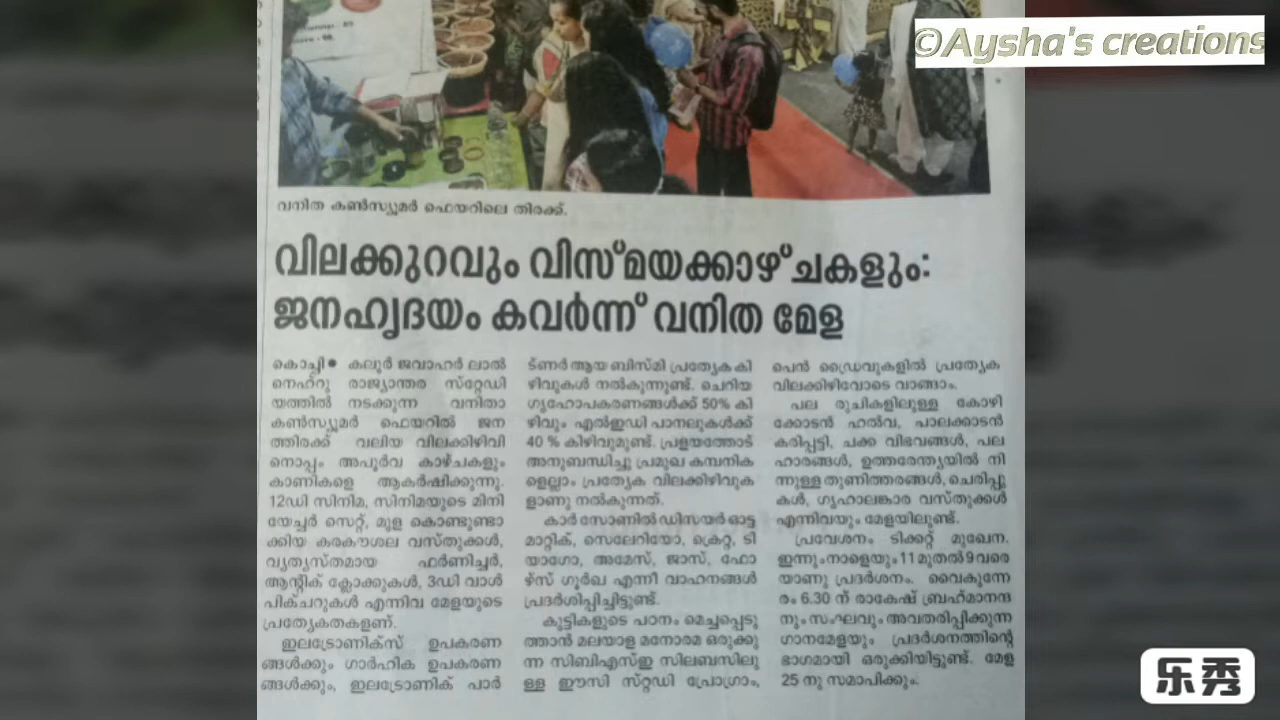 ©Aysha's creations
വനിത കൺസ്യൂമർ ഫെയറിലെ തിരക്ക്.
വിലക്കുറവും വിസ്മയക്കാഴ്ചകളും:
ജനഹൃദയം കവർന്ന് വനിത മേള
കൊച്ചി● കലൂർ ജവാഹർ ലാൽ
നെഹ്റു രാജ്യാന്തര സ്റ്റേഡി
യത്തിൽ നടക്കുന്ന വനിതാ
കൺസ്യൂമർ ഫെയറിൽ ജന
ത്തിരക്ക് വലിയ വിലക്കിഴിവി
നൊപ്പം അപൂർവ കാഴ്ചകളും
കാണികളെ ആകർഷിക്കുന്നു.
12ഡി സിനിമ, സിനിമയുടെ മിനി
യേച്ചർ സെറ്റ്, മുള കൊണ്ടുണ്ടാ
ക്കിയ കരകൗശല വസ്തുക്കൾ,
വ്യത്യസ്തമായ ഫർണിച്ചർ,
ആന്റിക് ക്ലോക്കുകൾ, 3ഡി വാൾ
പിക്ചറുകൾ എന്നിവ മേളയുടെ
പ്രത്യേകതകളാണ്.
ഇലട്രോണിക്സ് ഉപകരണ
ങ്ങൾക്കും ഗാർഹിക ഉപകരണ
ങ്ങൾക്കും, ഇലട്രോണിക് പാർ
ട്ണർ ആയ ബിസ്മി പ്രത്യേക കി
ഴിവുകൾ നൽകുന്നുണ്ട്. ചെറിയ
ഗൃഹോപകരണങ്ങൾക്ക് 50% കി
ഴിവും എൽഇഡി പാനലുകൾക്ക്
40 % കിഴിവുമുണ്ട്. പ്രളയത്തോട്
അനുബന്ധിച്ചു പ്രമുഖ കമ്പനിക
ളെല്ലാം പ്രത്യേക വിലക്കിഴിവുക
ളാണു നൽകുന്നത്.
കാർ സോണിൽ ഡിസയർ ഓട്ട
മാറ്റിക്, സെലേറിയോ, ക്രെറ്റ, ടി
യാഗോ, അമേസ്, ജാസ്, ഫോ
ഴ്സ് ഗൂർഖ എന്നീ വാഹനങ്ങൾ
പ്രദർശിപ്പിച്ചിട്ടുണ്ട്.
കുട്ടികളുടെ പഠനം മെച്ചപ്പെടു
ത്താൻ മലയാള മനോരമ ഒരുക്കു
ന്ന സിബിഎസ്ഇ സിലബസിലു
ള്ള ഈസി സ്റ്റഡി പ്രോഗ്രാം,
പെൻ ഡ്രൈവുകളിൽ പ്രത്യേക
വിലക്കിഴിവോടെ വാങ്ങാം.
പല രുചികളിലുള്ള കോഴി
ക്കോടൻ ഹൽവ, പാലക്കാടൻ
കരിപ്പട്ടി, ചക്ക വിഭവങ്ങൾ, പല
ഹാരങ്ങൾ, ഉത്തരേന്ത്യയിൽ നി
ന്നുള്ള തുണിത്തരങ്ങൾ, ചെരിപ്പു
കൾ, ഗൃഹാലങ്കാര വസ്തുക്കൾ
എന്നിവയും മേളയിലുണ്ട്.
പ്രവേശനം ടിക്കറ്റ് മുഖേന.
ഇന്നും നാളെയും 11 മുതൽ 9 വരെ
യാണു പ്രദർശനം. വൈകുന്നേ
രം 6.30 ന് രാകേഷ് ബ്രഹ്മാനന്ദ
നും സംഘവും അവതരിപ്പിക്കുന്ന
ഗാനമേളയും പ്രദർശനത്തിന്റെ
ഭാഗമായി ഒരുക്കിയിട്ടുണ്ട്. മേള
25 നു സമാപിക്കും.
乐秀